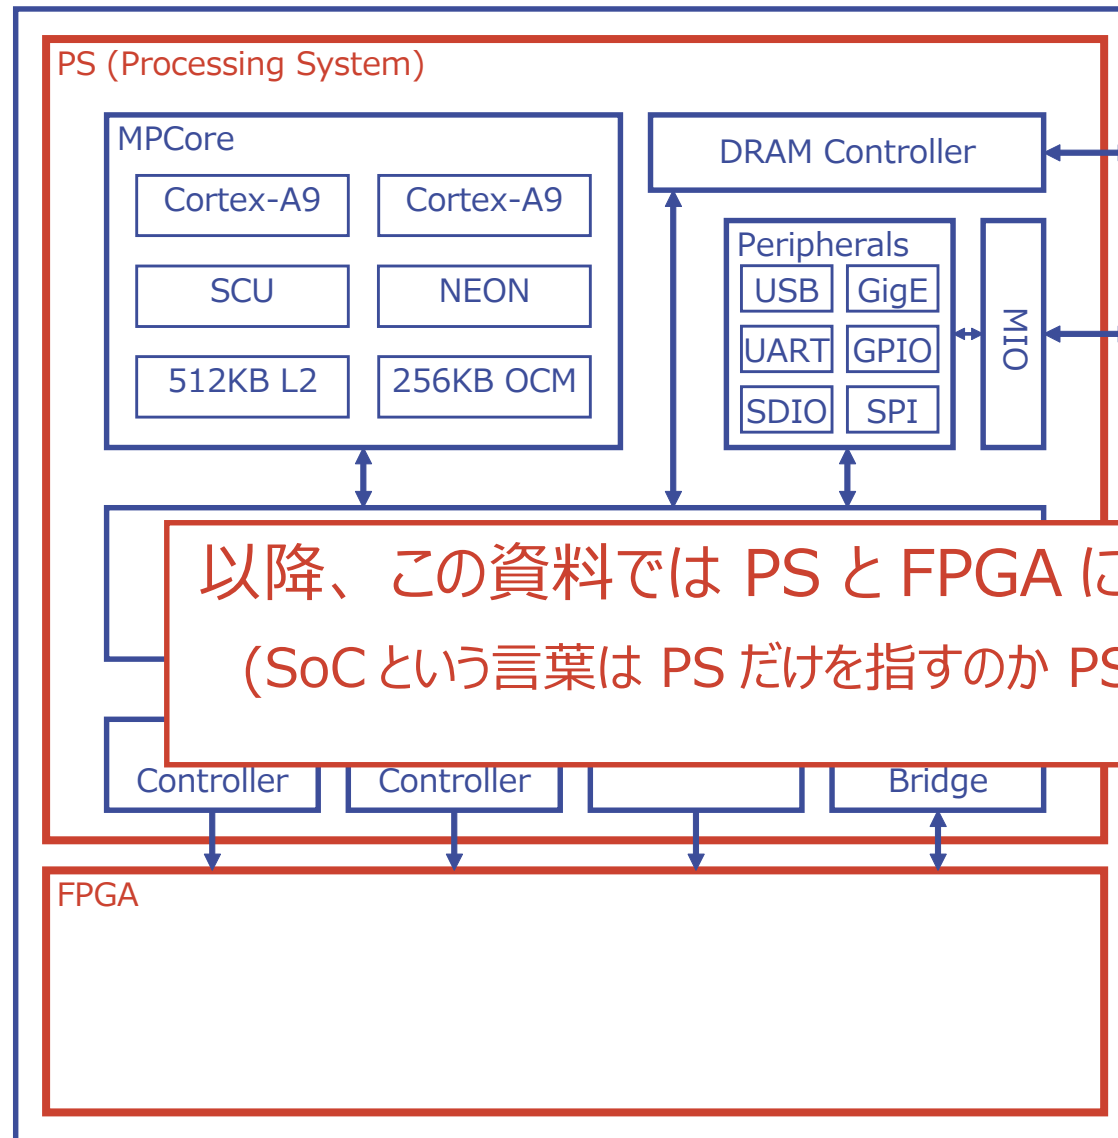 PS (Processing System)
MPCore
Cortex-A9
Cortex-A9
SCU
NEON
512KB L2
256KB OCM
DRAM Controller
Peripherals
USB
GigE
UART
GPIO
SDIO
SPI
MIO
以降、この資料では PS と FPGA に
(SoC という言葉は PS だけを指すのか PS
Controller
Controller
Bridge
FPGA